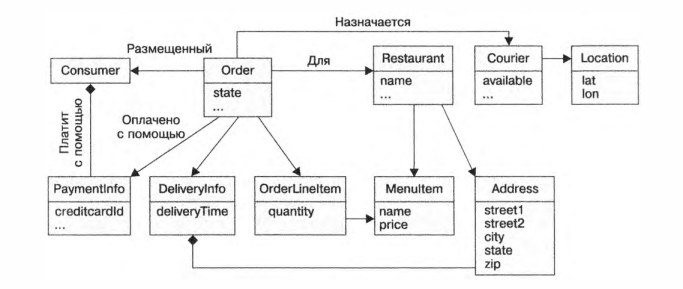 Назначается
Размещенный
Для
Consumer
Order
state
...
Restaurant
name
...
Courier
available
...
Location
lat
lon
Платит
с помощью
Оплачено
с помощью
PaymentInfo
creditcardId
...
DeliveryInfo
deliveryTime
OrderLineItem
quantity
MenuItem
name
price
Address
street1
street2
city
state
zip